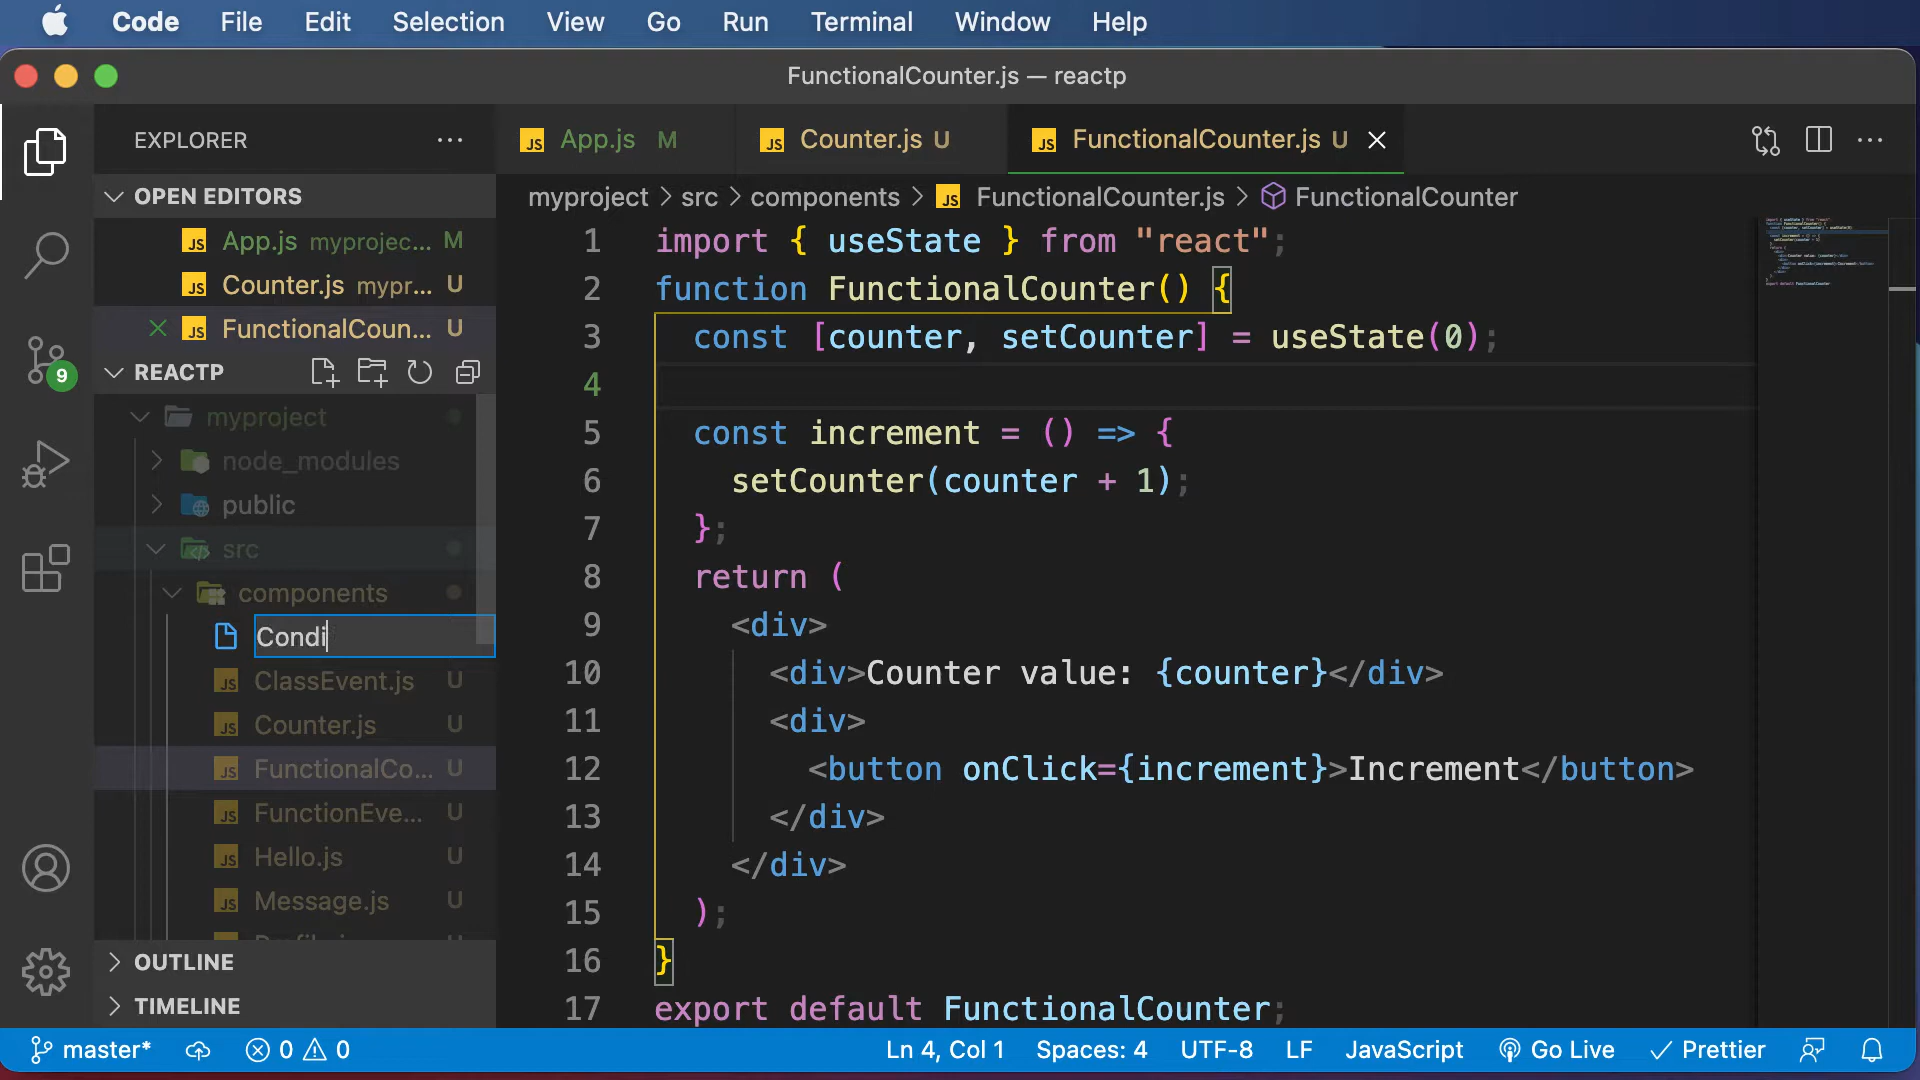 Code File Edit Selection View Go Run Terminal Window Help
FunctionalCounter.js — reactp
EXPLORER
App.js M
Counter.js U
FunctionalCounter.js U
OPEN EDITORS
App.js myprojec... M
Counter.js mypr... U
FunctionalCoun... U
REACTP
myproject
node_modules
public
src
components
Condi
ClassEvent.js U
Counter.js U
FunctionalCo... U
FunctionEve... U
Hello.js U
Message.js U
OUTLINE
TIMELINE
9
myproject > src > components > FunctionalCounter.js > FunctionalCounter
1 import { useState } from "react";
2 function FunctionalCounter() {
3 const [counter, setCounter] = useState(0);
4
5 const increment = () => {
6 setCounter(counter + 1);
7 };
8 return (
9 <div>
10 <div>Counter value: {counter}</div>
11 <div>
12 <button onClick={increment}>Increment</button>
13 </div>
14 </div>
15 );
16 }
17 export default FunctionalCounter;
master* 0 0 Ln 4, Col 1 Spaces: 4 UTF-8 LF JavaScript Go Live Prettier